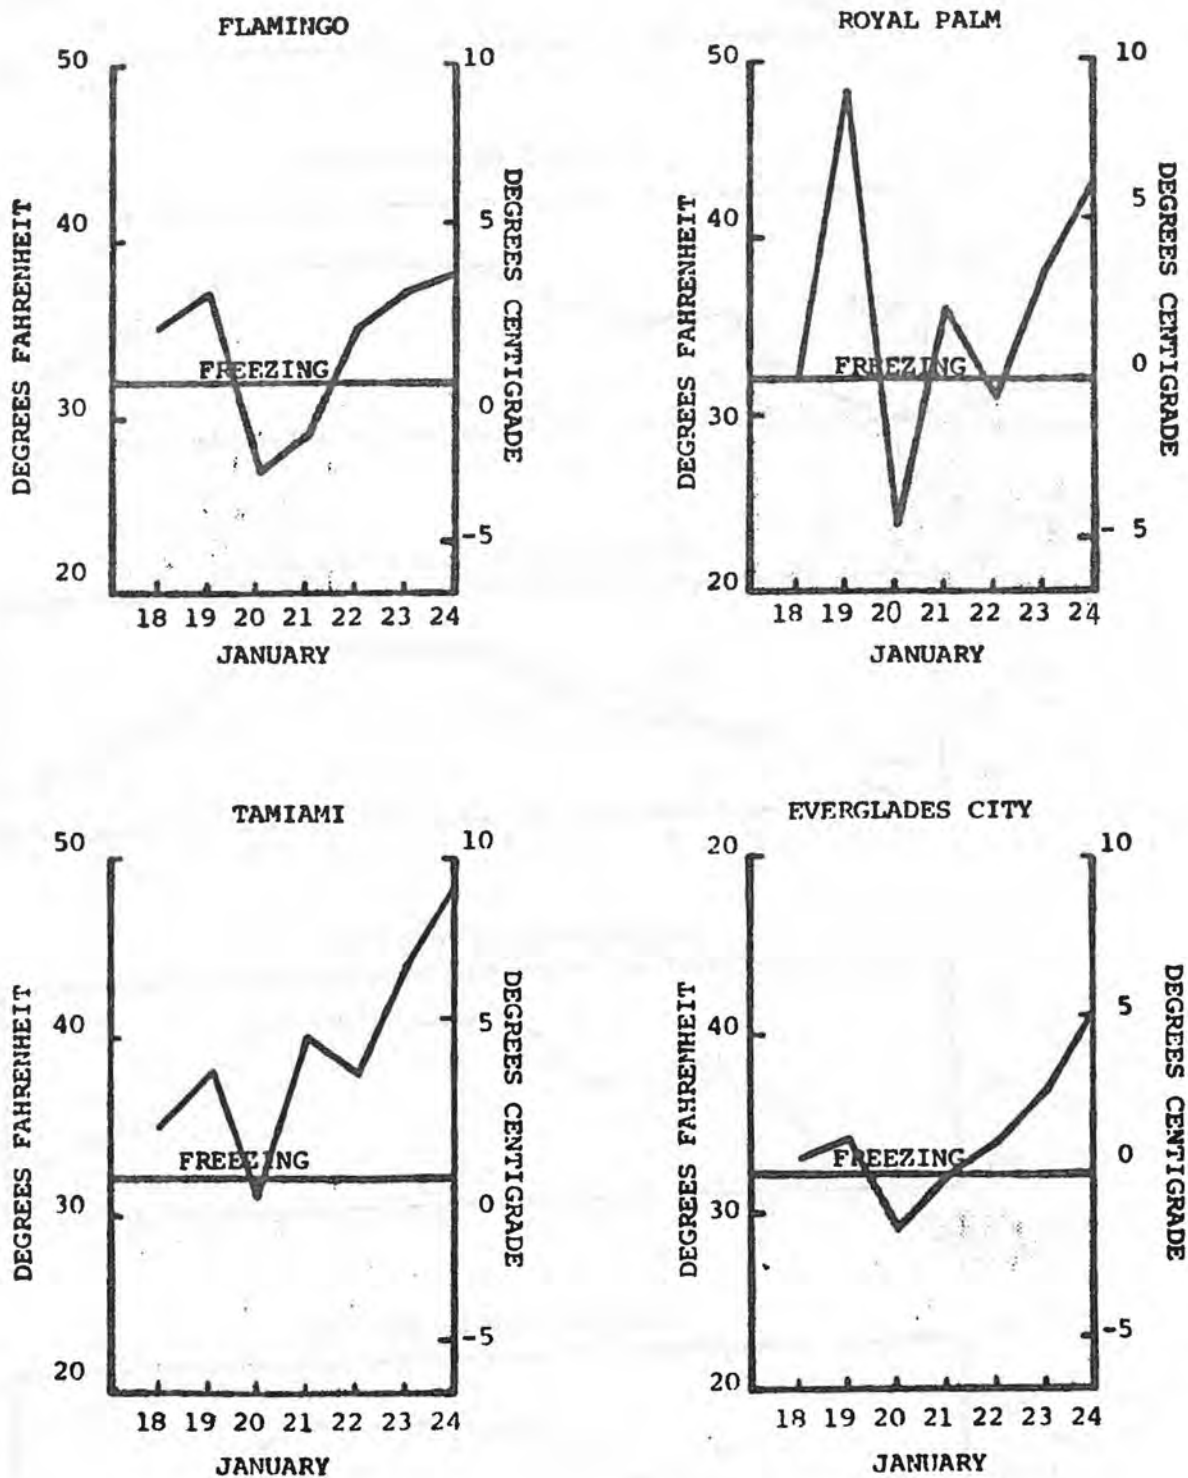 FLAMINGO
50
40
30
20
DEGREES FAHRENHEIT
10
5
0
-5
DEGREES CENTIGRADE
FREEZING
18 19 20 21 22 23 24
JANUARY
ROYAL PALM
50
40
30
20
DEGREES FAHRENHEIT
10
5
0
- 5
DEGREES CENTIGRADE
FREEZING
18 19 20 21 22 23 24
JANUARY
TAMIAMI
50
40
30
20
DEGREES FAHRENHEIT
10
5
0
-5
DEGREES CENTIGRADE
FREEZING
18 19 20 21 22 23 24
JANUARY
EVERGLADES CITY
20
40
30
20
DEGREES FAHRENHEIT
10
5
0
-5
DEGREES CENTIGRADE
FREEZING
18 19 20 21 22 23 24
JANUARY